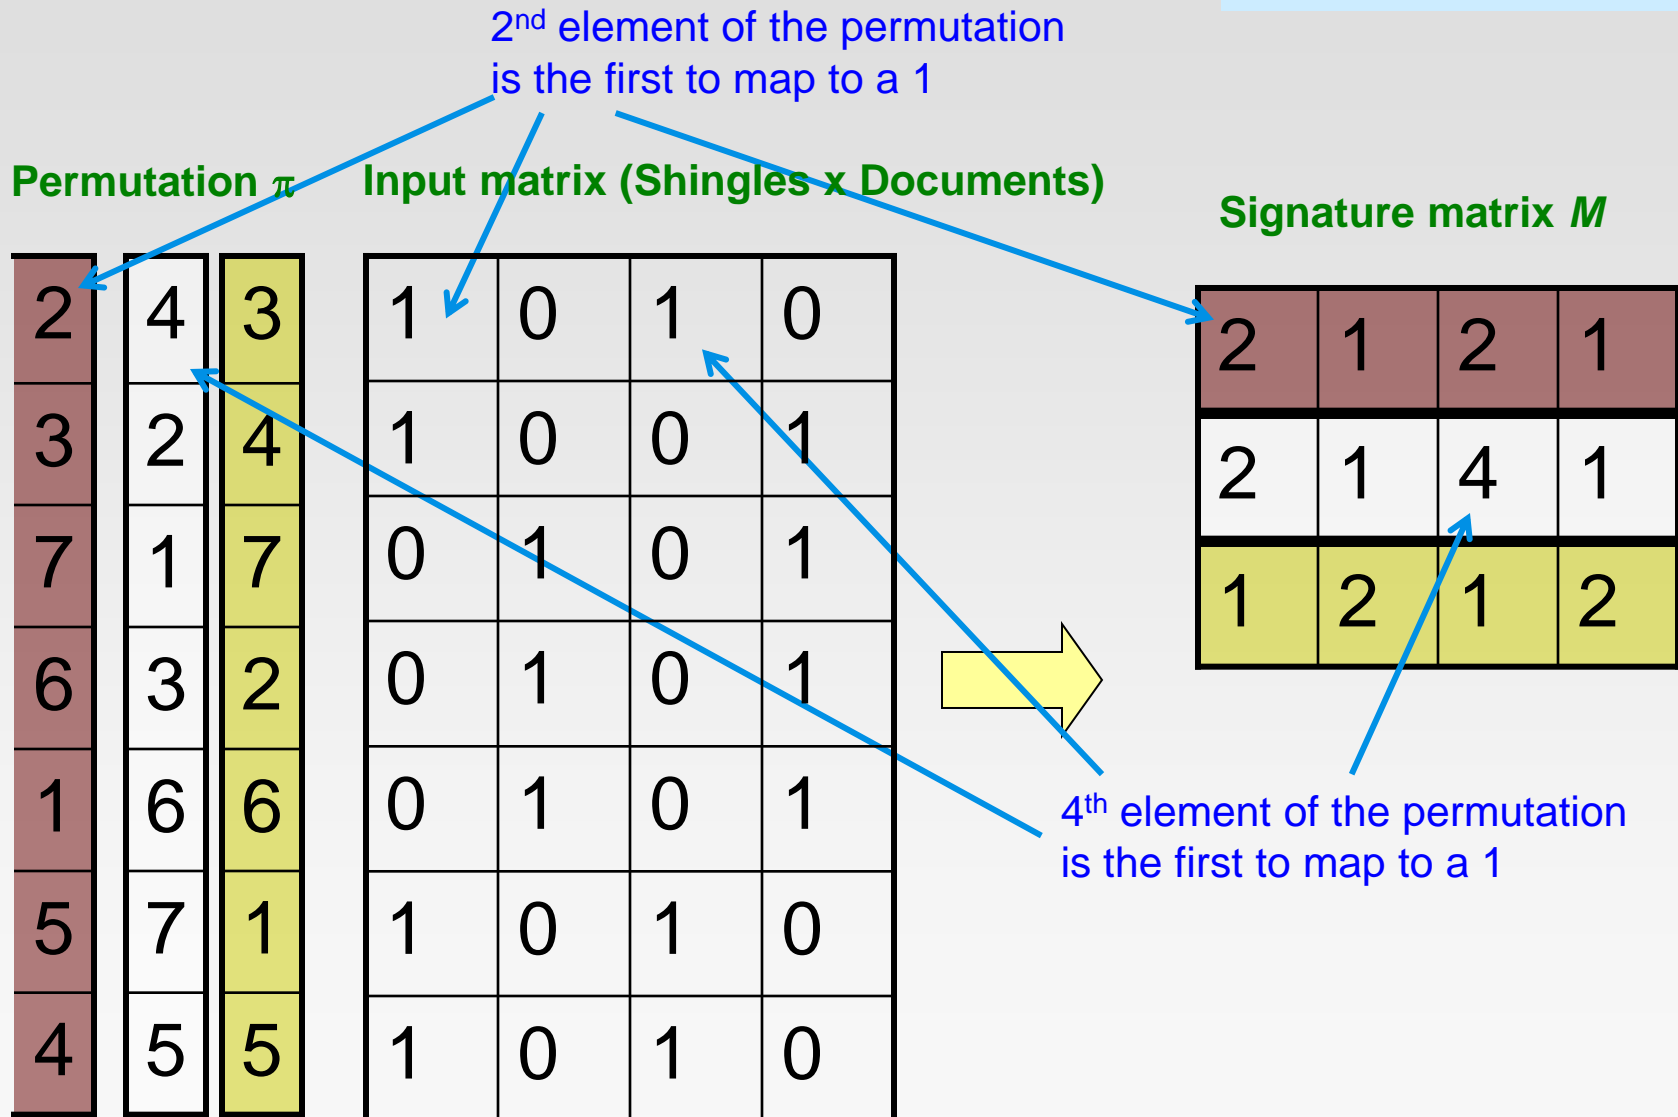 2nd element of the permutation
is the first to map to a 1
Permutation π
Input matrix (Shingles x Documents)
Signature matrix M
2 4 3 1 0 1 0
3 2 4 1 0 0 1
7 1 7 0 1 0 1
6 3 2 0 1 0 1
1 6 6 0 1 0 1
5 7 1 1 0 1 0
4 5 5 1 0 1 0
2 1 2 1
2 1 4 1
1 2 1 2
4th element of the permutation
is the first to map to a 1